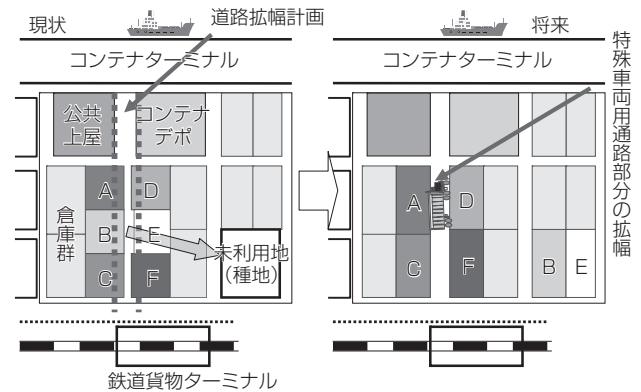 現状
道路拡幅計画
コンテナターミナル
公共
上屋
コンテナ
デポ
A
D
倉庫群
B
E
未利用地
(種地)
C
F
鉄道貨物ターミナル
将来
コンテナターミナル
特殊車両用通路部分の拡幅
A
D
C
F
B
E